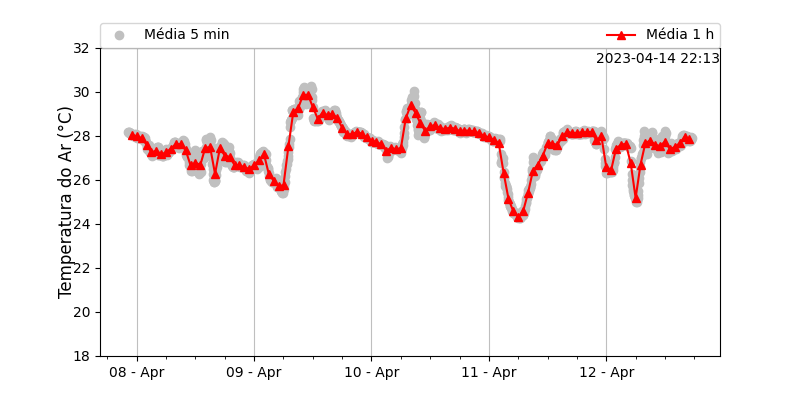 Média 5 min
Média 1 h
2023-04-14 22:13
Temperatura do Ar (°C)
32
30
28
26
24
22
20
18
08 - Apr
09 - Apr
10 - Apr
11 - Apr
12 - Apr